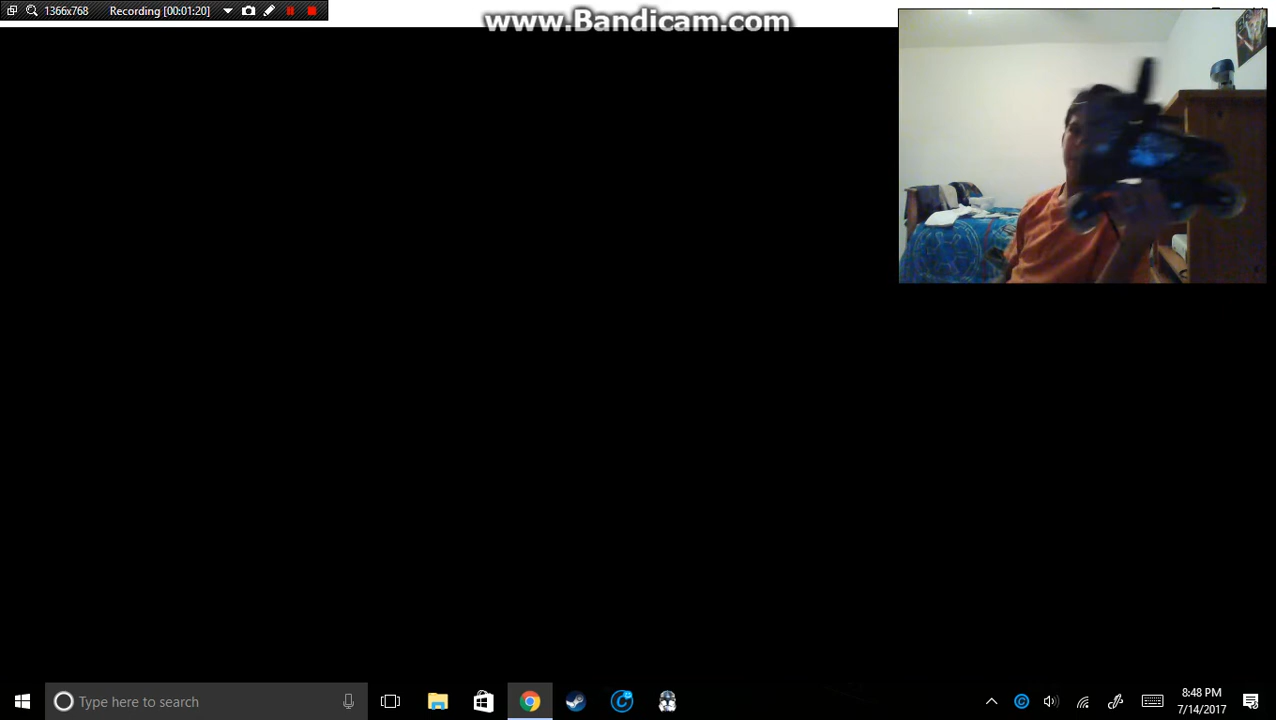 1366x768 Recording [00:01:20]
www.Bandicam.com
Type here to search
8:48 PM
7/14/2017